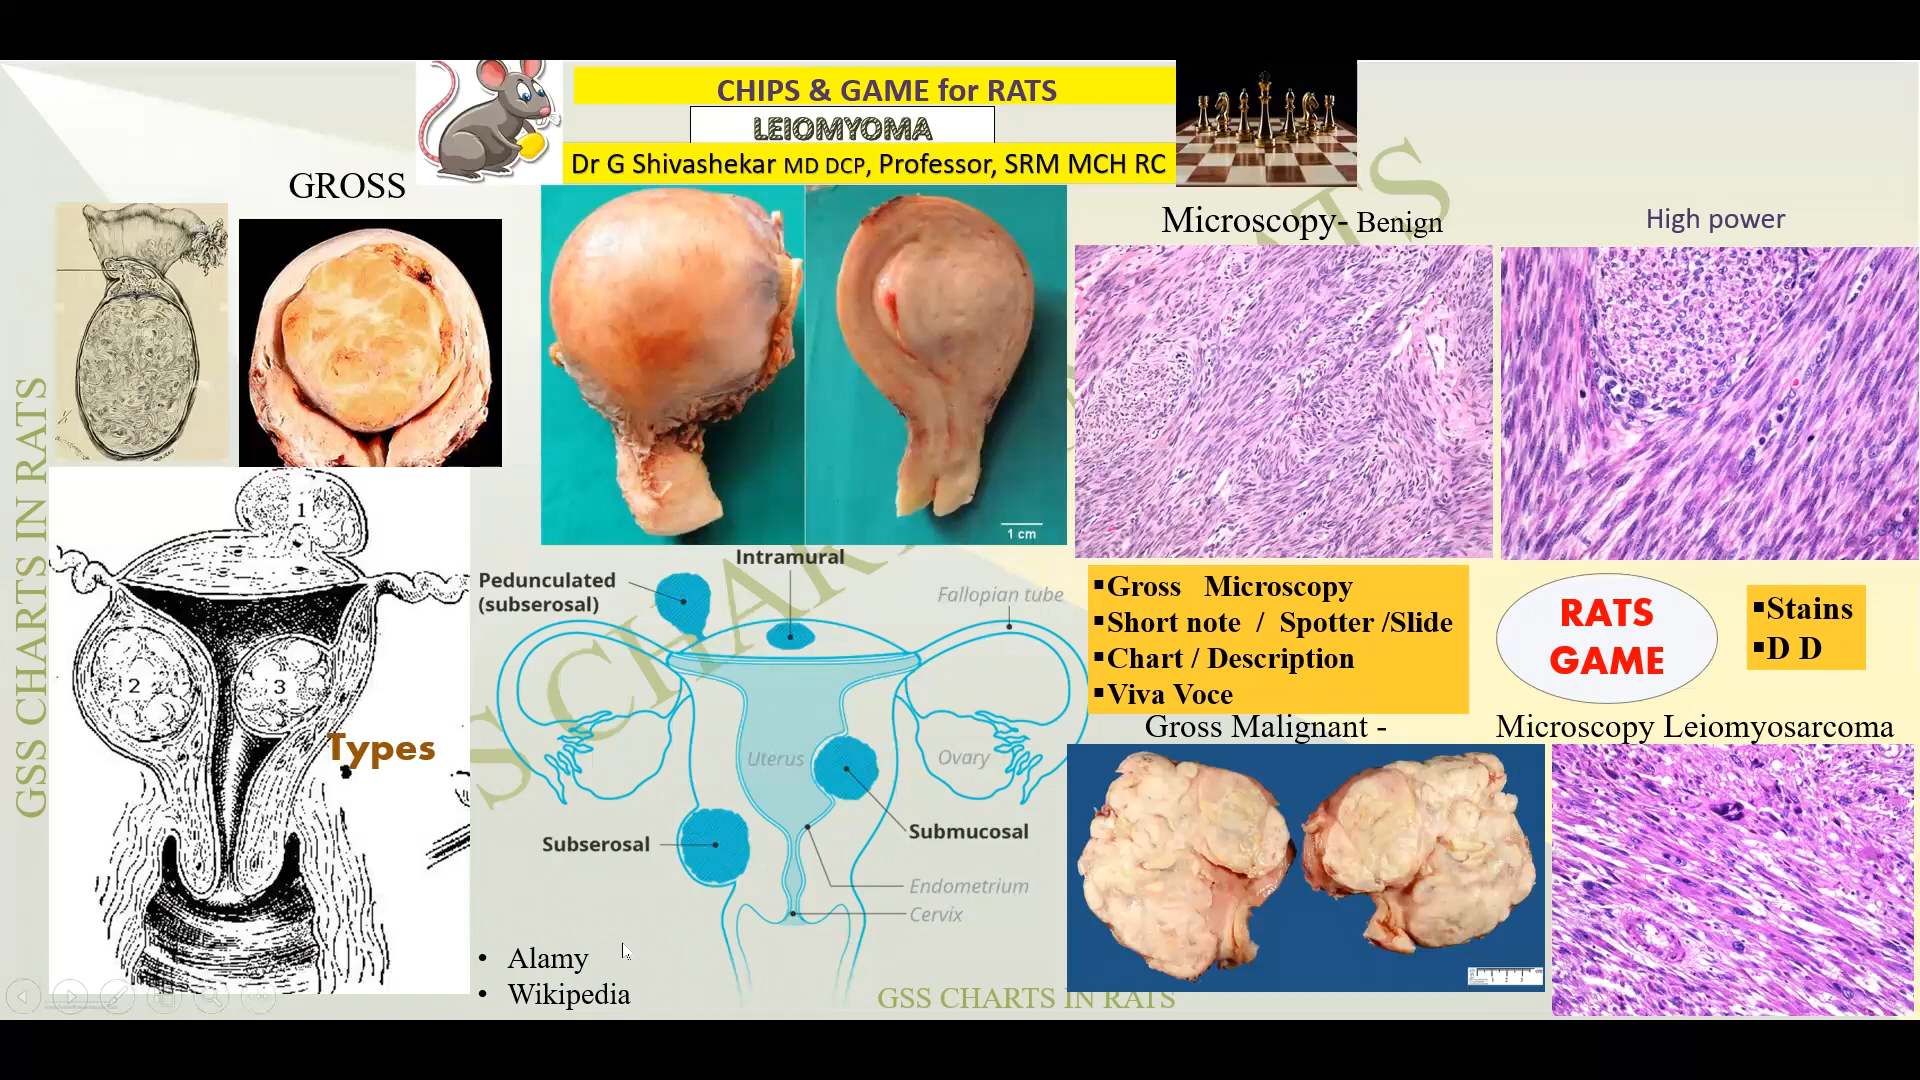 CHIPS & GAME for RATS
LEIOMYOMA
Dr G Shivashekar MD DCP, Professor, SRM MCH RC
GROSS
Microscopy- Benign
High power
GSS CHARTS IN RATS
1
2
3
Types
1 cm
Intramural
Pedunculated
(subserosal)
Fallopian tube
Uterus
Ovary
Subserosal
Submucosal
Endometrium
Cervix
▪Gross Microscopy
▪Short note / Spotter /Slide
▪Chart / Description
▪Viva Voce
RATS
GAME
▪Stains
▪D D
Gross Malignant -
Microscopy Leiomyosarcoma
• Alamy
• Wikipedia
GSS CHARTS IN RATS